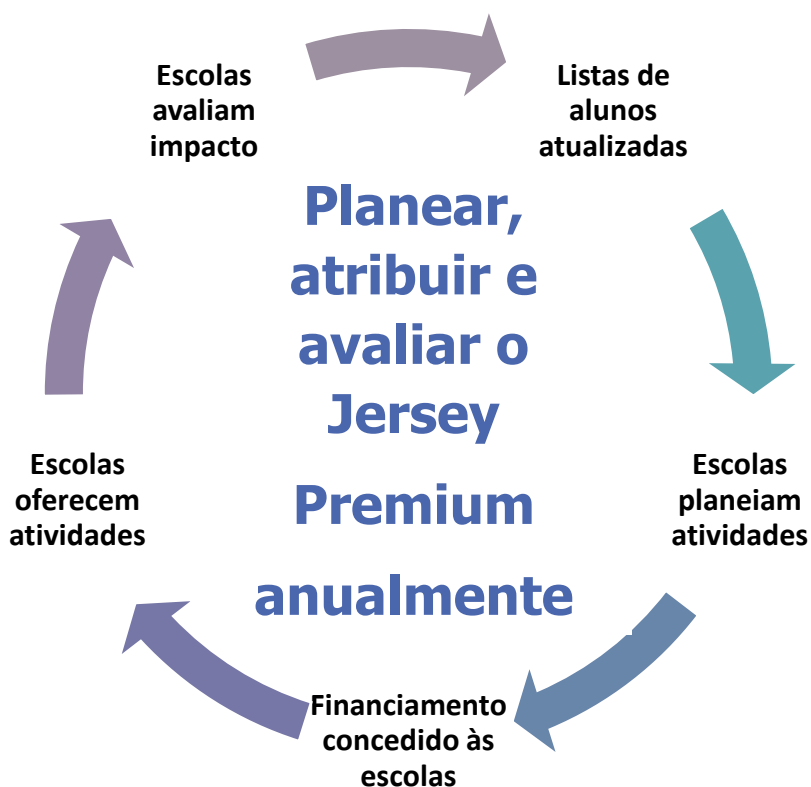 Escolas
avaliam
impacto
Listas de
alunos
atualizadas
Planear,
atribuir e
avaliar o
Jersey
Premium
anualmente
Escolas
oferecem
atividades
Escolas
planeiam
atividades
Financiamento
concedido às
escolas